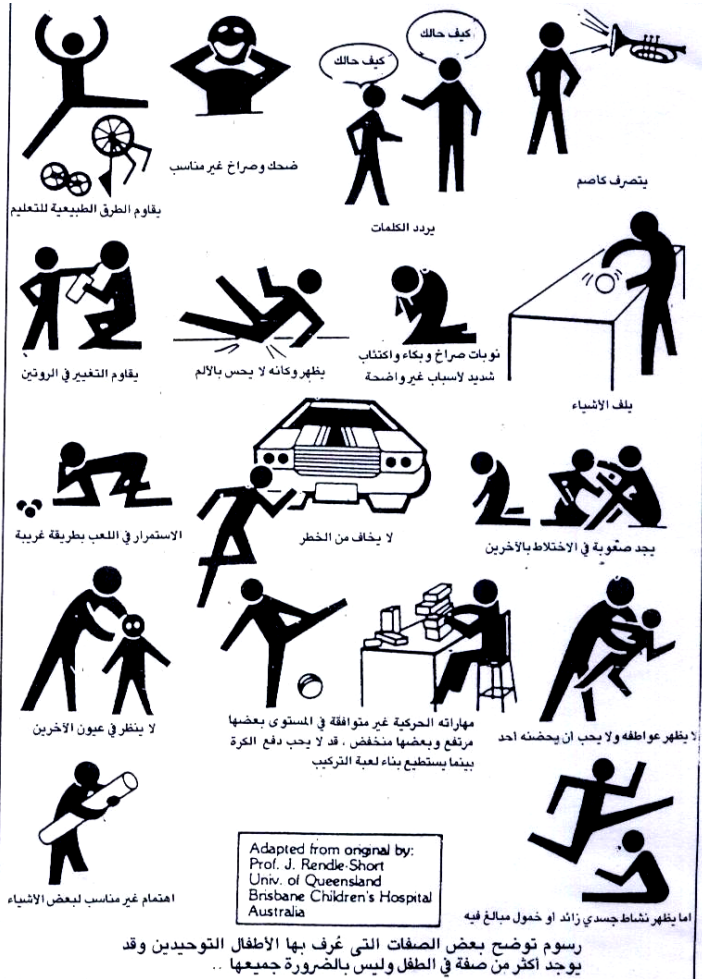 كيف حالك
كيف حالك
يتصرف كاصم
ضحك وصراخ غير مناسب
يقاوم الطرق الطبيعية للتعليم
يردد الكلمات
نوبات صراخ وبكاء واكتئاب
شديد لأسباب غير واضحة
يظهر وكانه لا يحس بالألم
يقاوم التغيير في الروتين
يلف الأشياء
يجد صعوبة في الاختلاط بالآخرين
لا يخاف من الخطر
الاستمرار في اللعب بطريقة غريبة
لا يظهر عواطفه ولا يحب أن يحضنه أحد
مهاراته الحركية غير متوافقة في المستوى بعضها
مرتفع وبعضها منخفض ، قد لا يحب دفع الكرة
بينما يستطيع بناء لعبة التركيب
لا ينظر في عيون الآخرين
اما يظهر نشاط جسدي زائد او خمول مبالغ فيه
Adapted from original by:
Prof. J. Rendle-Short
Univ. of Queensland
Brisbane Children's Hospital
Australia
اهتمام غير مناسب لبعض الأشياء
رسوم توضح بعض الصفات التى عُرف بها الأطفال التوحيدين وقد
يوجد أكثر من صفة في الطفل وليس بالضرورة جميعها ..